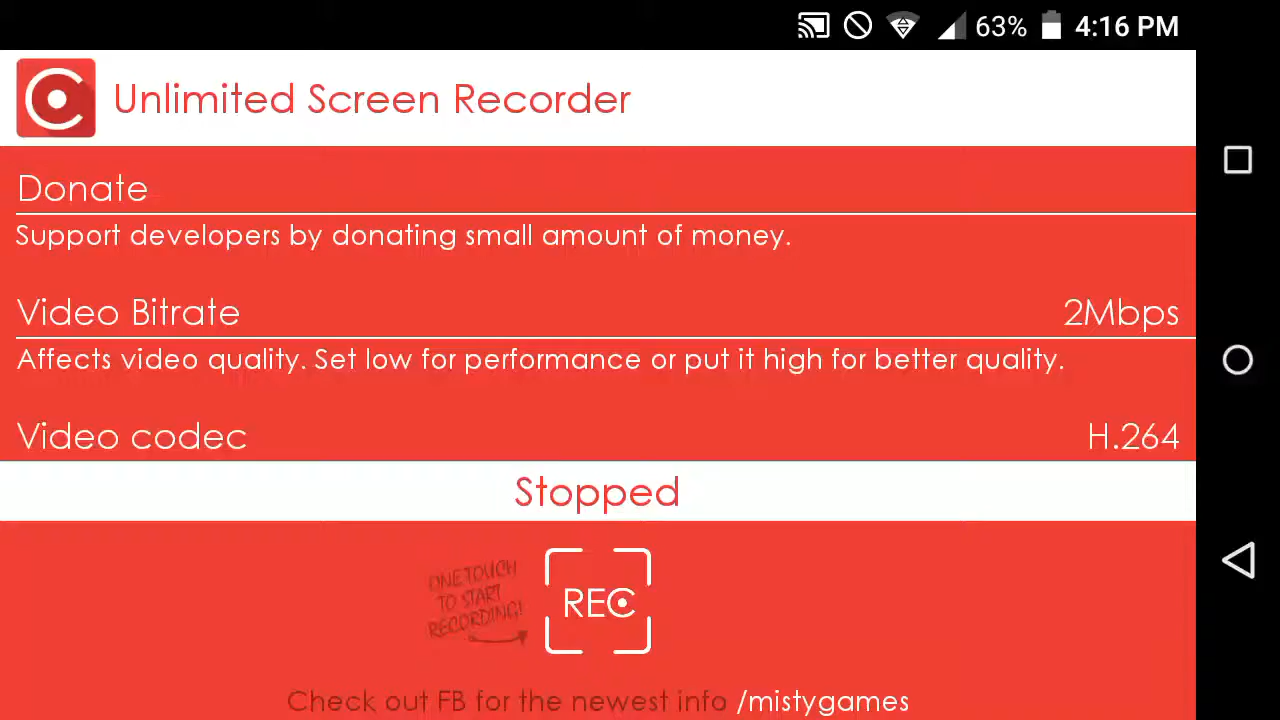 63% 4:16 PM
Unlimited Screen Recorder
Donate
Support developers by donating small amount of money.
Video Bitrate 2Mbps
Affects video quality. Set low for performance or put it high for better quality.
Video codec H.264
Stopped
ONE TOUCH
TO START
RECORDING!
REC
Check out FB for the newest info /mistygames